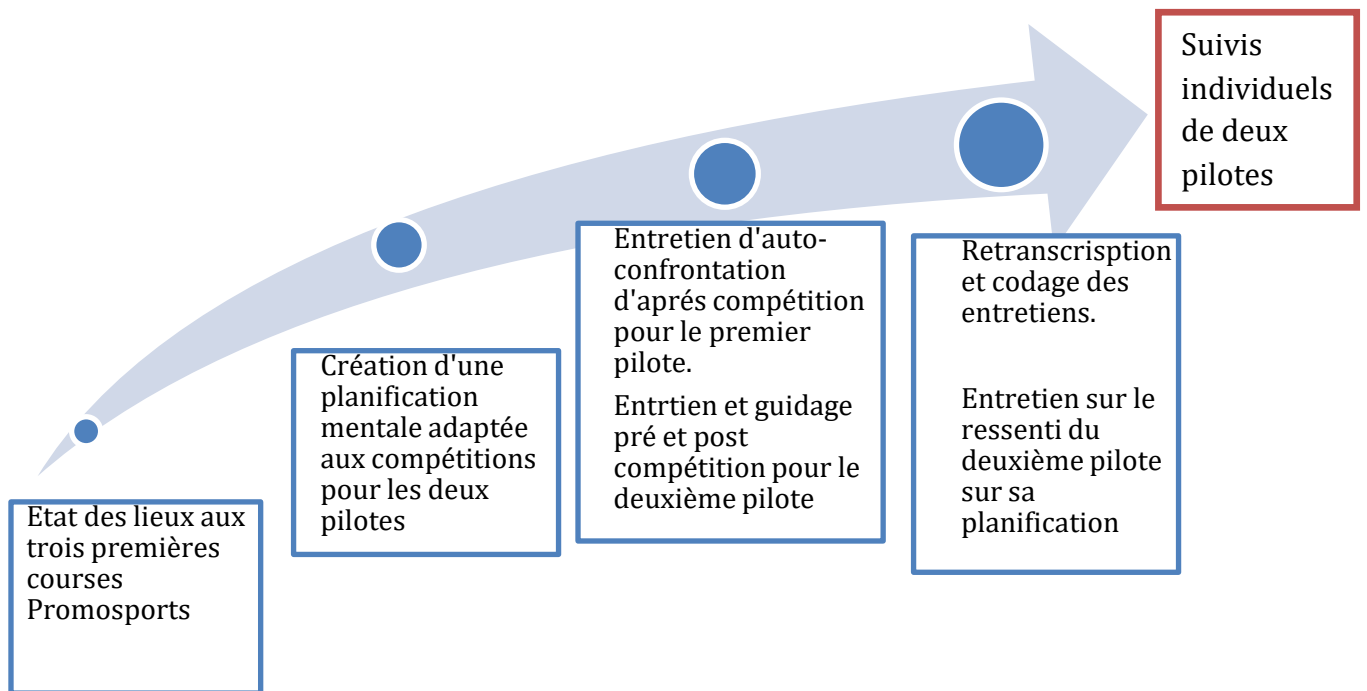 Etat des lieux aux
trois premières
courses
Promosports
Création d'une
planification
mentale adaptée
aux compétitions
pour les deux
pilotes
Entretien d'auto-
confrontation
d'aprés compétition
pour le premier
pilote.
Entrtien et guidage
pré et post
compétition pour le
deuxième pilote
Retranscrisption
et codage des
entretiens.
Entretien sur le
ressenti du
deuxième pilote
sur sa
planification
Suivis
individuels
de deux
pilotes